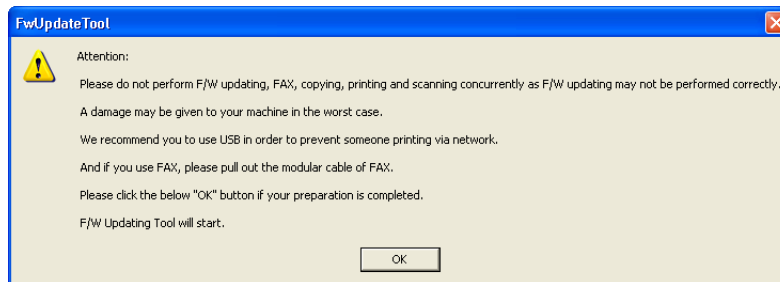 FwUpdateTool
Attention:
Please do not perform F/W updating, FAX, copying, printing and scanning concurrently as F/W updating may not be performed correctly.
A damage may be given to your machine in the worst case.
We recommend you to use USB in order to prevent someone printing via network.
And if you use FAX, please pull out the modular cable of FAX.
Please click the below "OK" button if your preparation is completed.
F/W Updating Tool will start.
OK